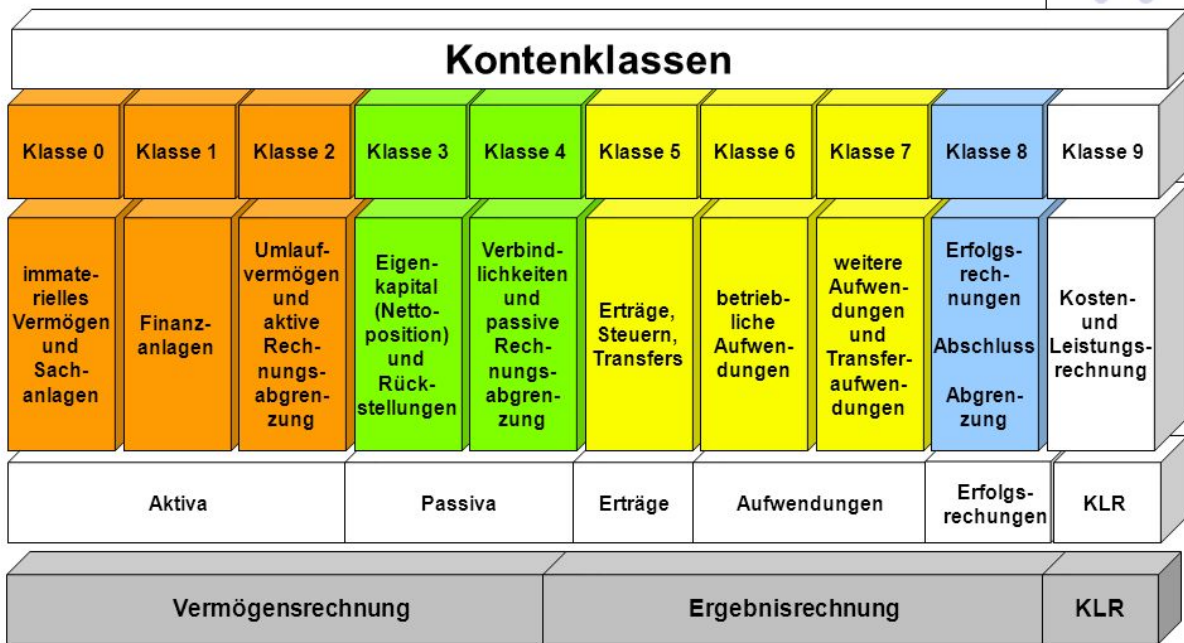 Kontenklassen
Klasse 0
Klasse 1
Klasse 2
Klasse 3
Klasse 4
Klasse 5
Klasse 6
Klasse 7
Klasse 8
Klasse 9
immate-
rielles
Vermögen
und
Sach-
anlagen
Finanz-
anlagen
Umlauf-
vermögen
und
aktive
Rech-
nungs-
abgren-
zung
Eigen-
kapital
(Netto-
position)
und
Rück-
stellungen
Verbind-
lichkeiten
und
passive
Rech-
nungs-
abgren-
zung
Erträge,
Steuern,
Transfers
betrieb-
liche
Aufwen-
dungen
weitere
Aufwen-
dungen
und
Transfer-
aufwen-
dungen
Erfolgs-
rech-
nungen
Abschluss
Abgren-
zung
Kosten-
und
Leistungs-
rechnung
Aktiva
Passiva
Erträge
Aufwendungen
Erfolgs-
rechungen
KLR
Vermögensrechnung
Ergebnisrechnung
KLR